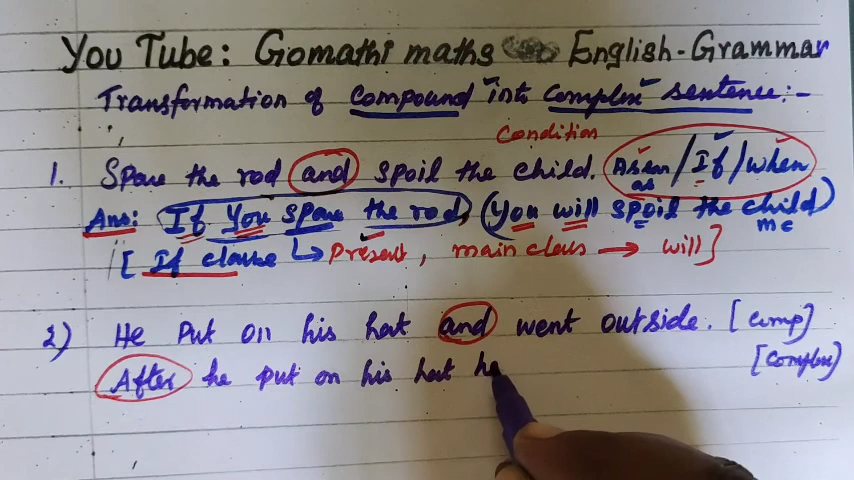 You Tube: Gomathi maths English-Grammar
Transformation of Compound into Complex sentence:-
Condition
1. Spare the rod and spoil the child. As soon as / If / when
Ans: If You spare the rod, (You will spoil the child)
mc
[ If clause → Present, main claus → will]
2) He Put on his hat and went outside. [Comp]
[Complex]
After he put on his hat he